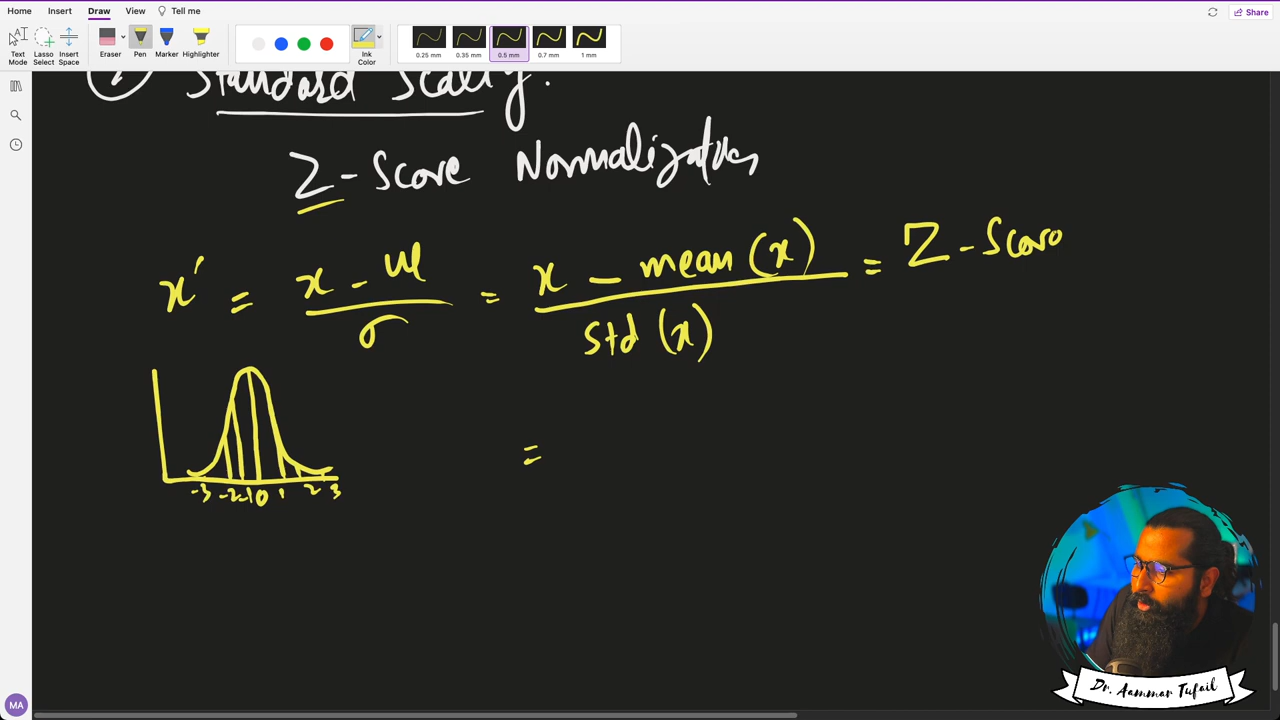 Home Insert Draw View Tell me Share
Text Mode Lasso Select Insert Space Eraser Pen Marker Highlighter Ink Color 0.25 mm 0.35 mm 0.5 mm 0.7 mm 1 mm
② Standard Scaling:
Z-Score Normalization
x' = x - μ / σ = x - mean (x) / std (x) = Z-Score
=
-3 -2 -1 0 1 2 3
MA
Dr. Aammar Tufail